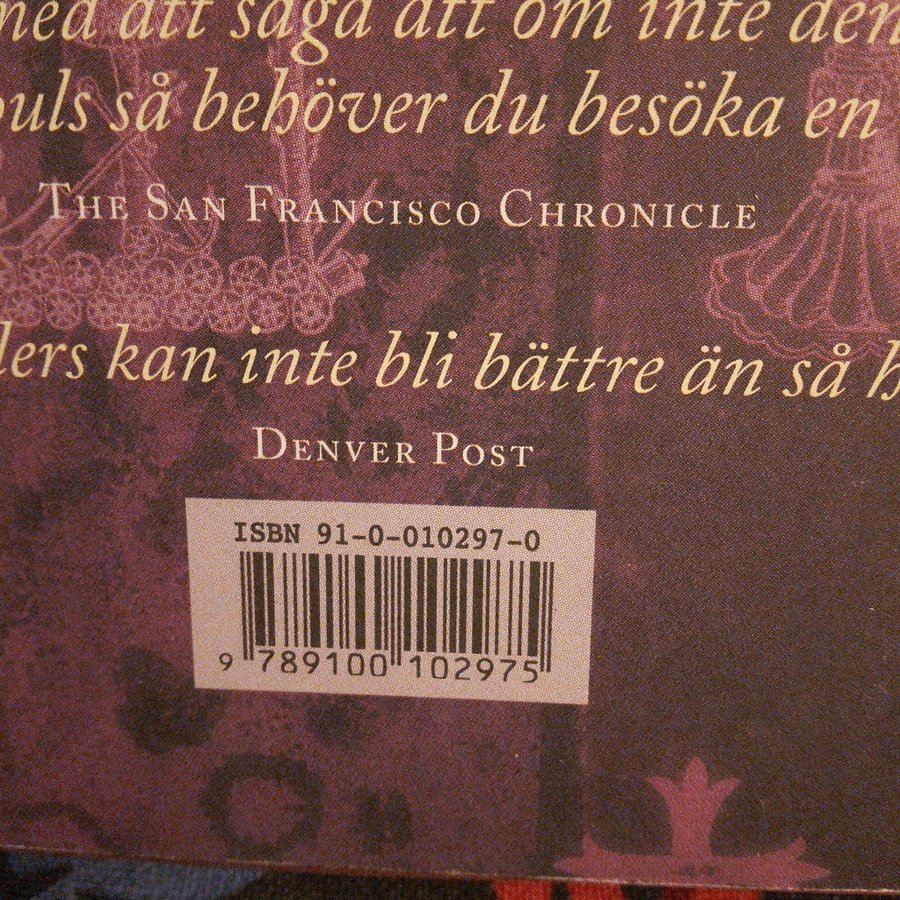 med att säga att om inte den
ouls så behöver du besöka en
THE SAN FRANCISCO CHRONICLE
lers kan inte bli bättre än så h
DENVER POST
ISBN 91-0-010297-0
9 789100 102975